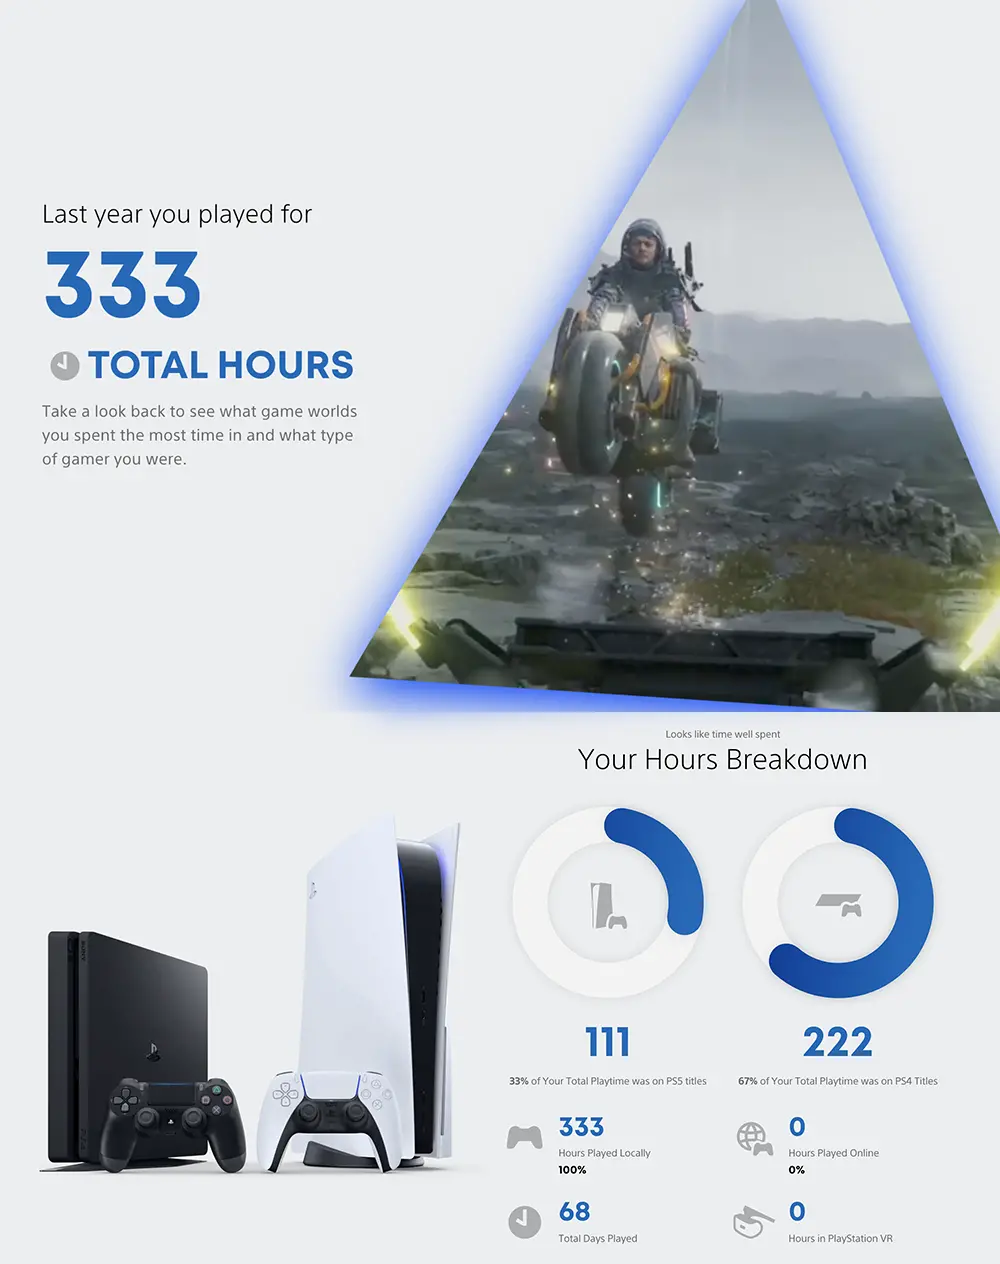 Last year you played for
333
TOTAL HOURS
Take a look back to see what game worlds
you spent the most time in and what type
of gamer you were.
Looks like time well spent
Your Hours Breakdown
111
33% of Your Total Playtime was on PS5 titles
222
67% of Your Total Playtime was on PS4 Titles
333
Hours Played Locally
100%
0
Hours Played Online
0%
68
Total Days Played
0
Hours in PlayStation VR